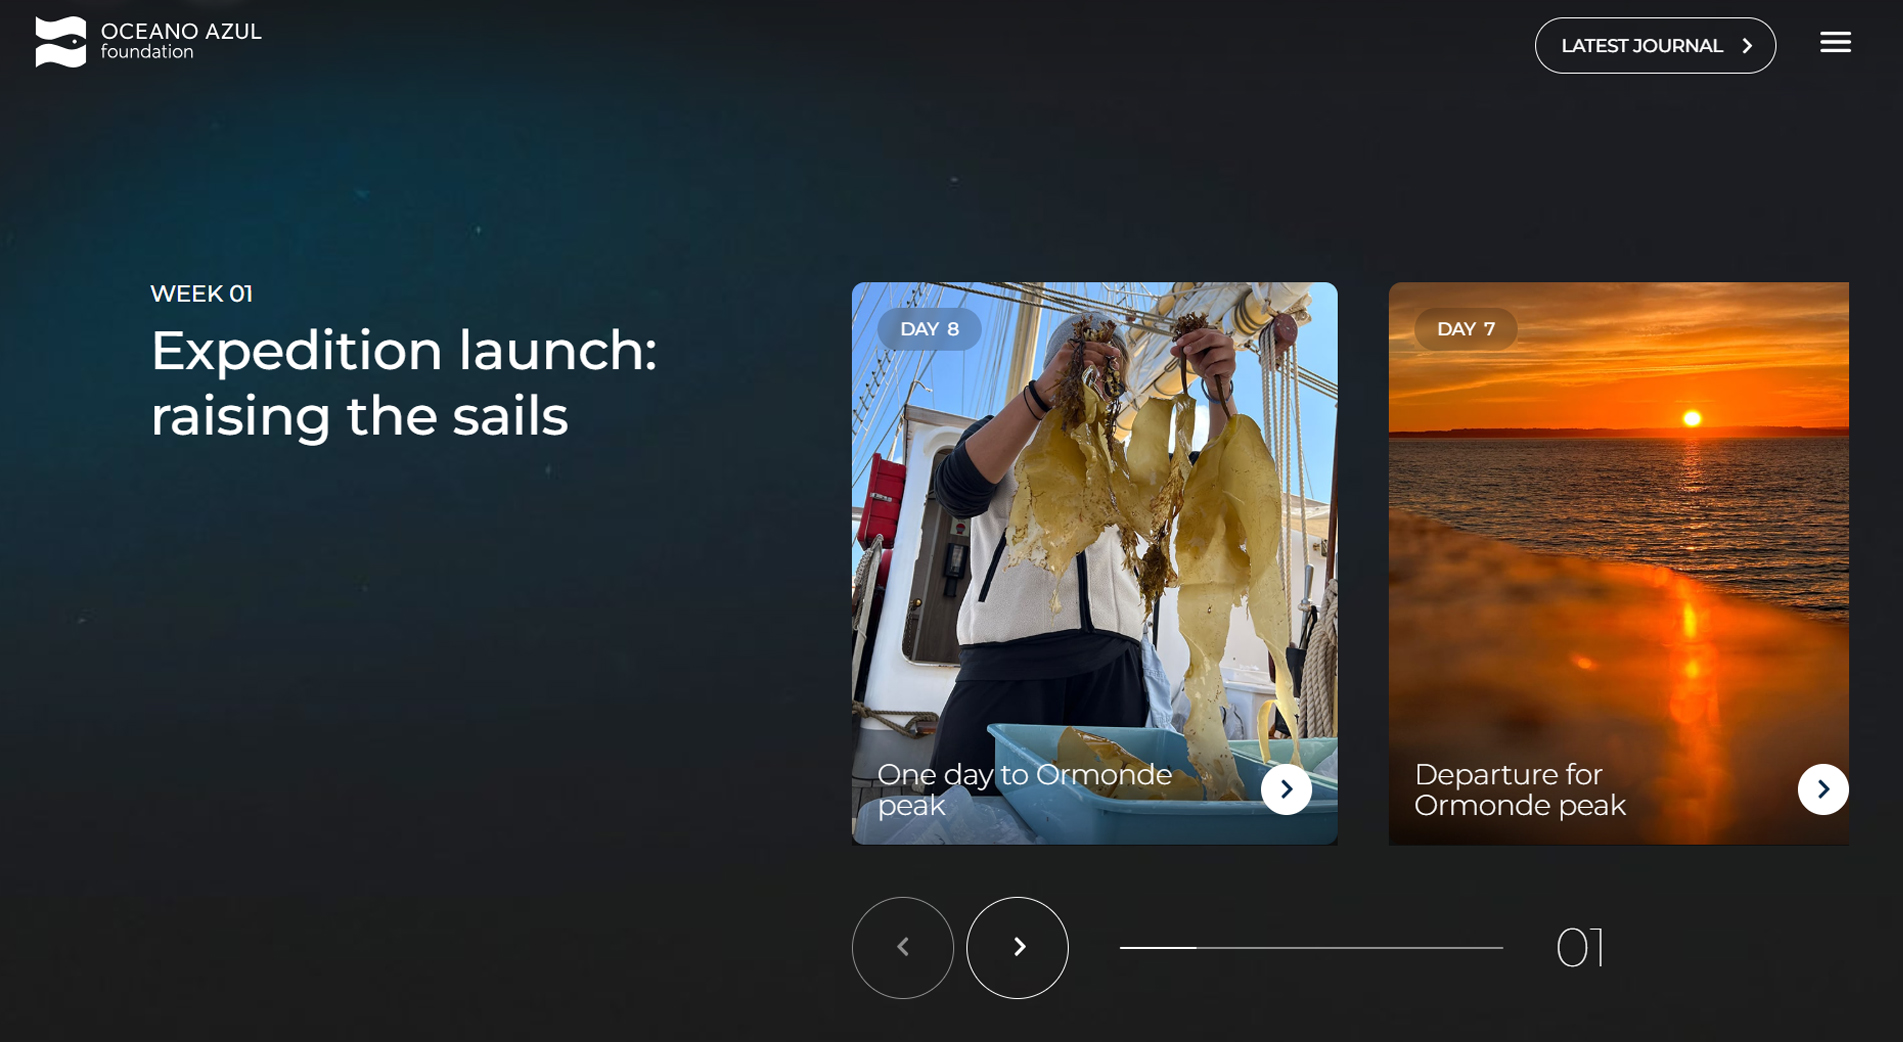 OCEANO AZUL
foundation
LATEST JOURNAL
WEEK 01
Expedition launch:
raising the sails
DAY 8
One day to Ormonde
peak
DAY 7
Departure for
Ormonde peak
01